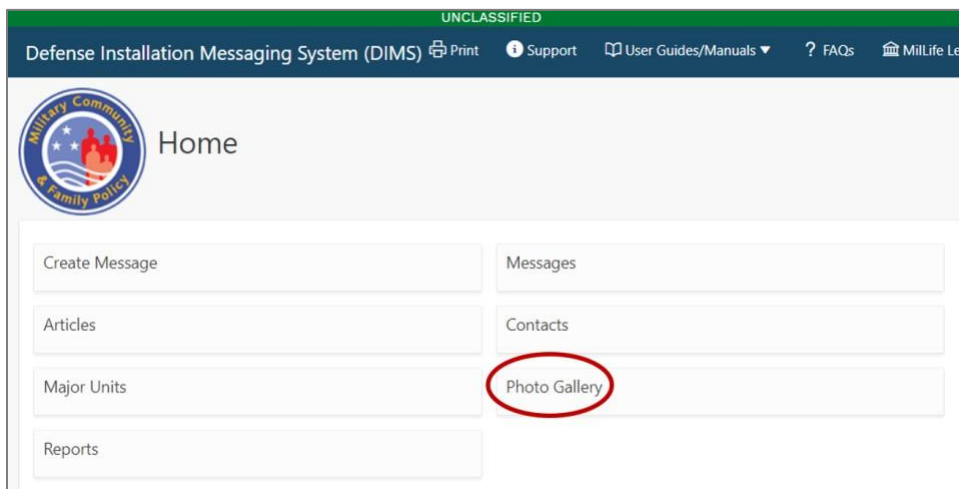 UNCLASSIFIED
Defense Installation Messaging System (DIMS) Print Support User Guides/Manuals ? FAQs MilLife
Military Community
& Family Policy
Home
Create Message Messages
Articles Contacts
Major Units Photo Gallery
Reports